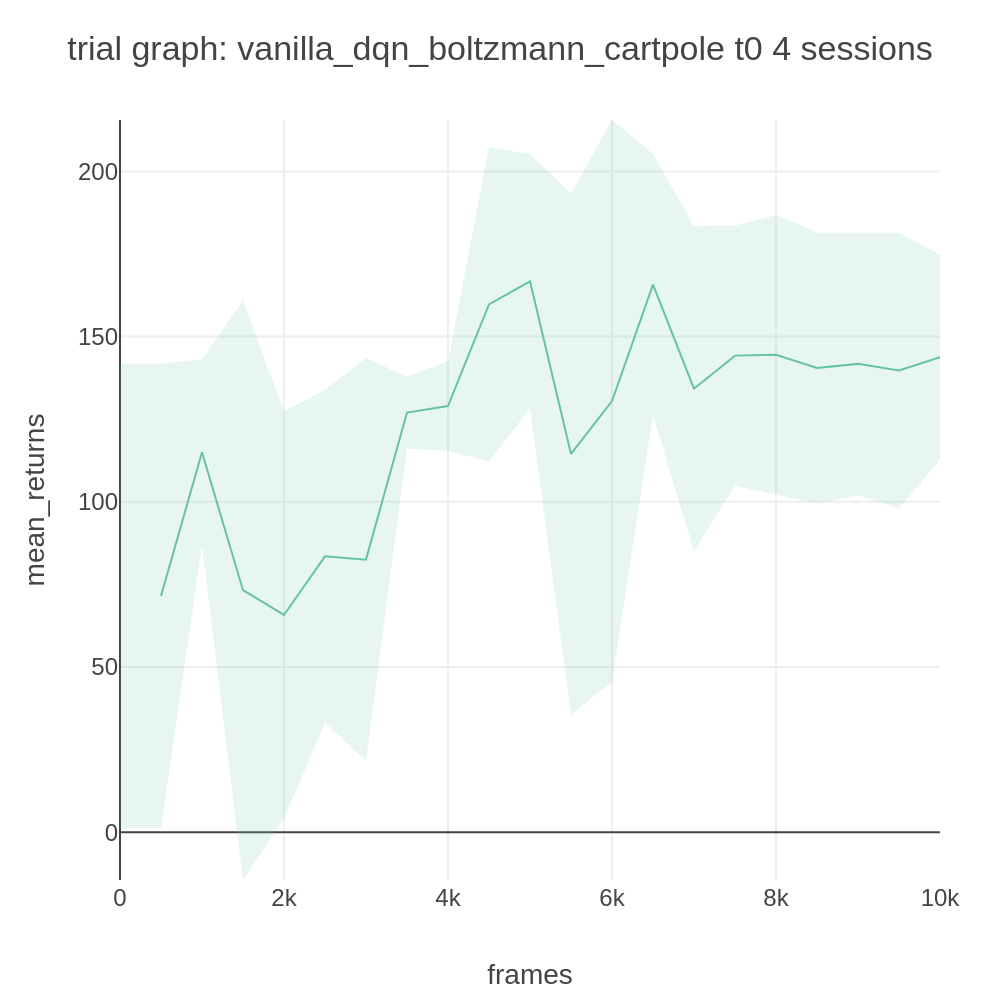 trial graph: vanilla_dqn_boltzmann_cartpole t0 4 sessions
200
150
100
50
0
mean_returns
0 2k 4k 6k 8k 10k
frames